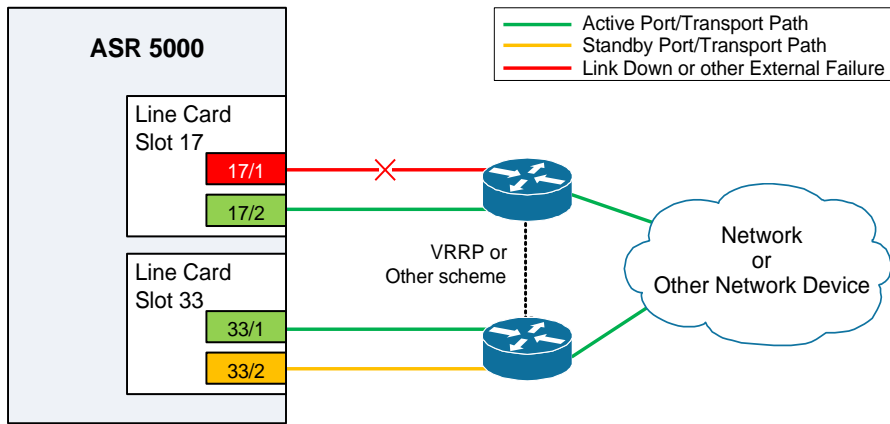 ASR 5000
Active Port/Transport Path
Standby Port/Transport Path
Link Down or other External Failure
Line Card
Slot 17
17/1
17/2
VRRP or
Other scheme
Network
or
Other Network Device
Line Card
Slot 33
33/1
33/2